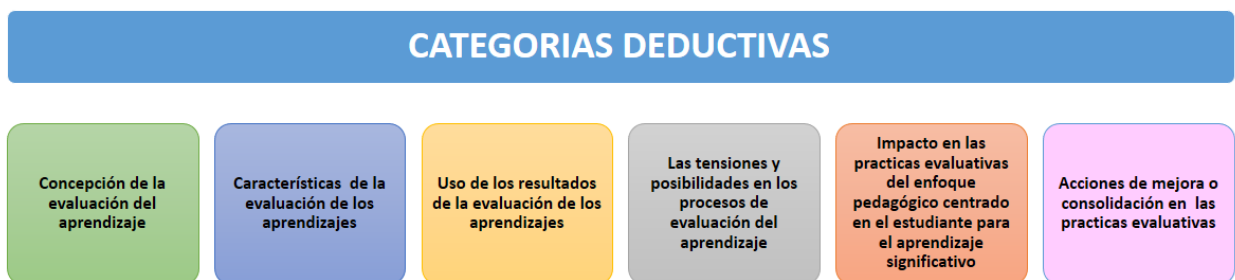 CATEGORIAS DEDUCTIVAS
Concepción de la
evaluación del
aprendizaje
Características de la
evaluación de los
aprendizajes
Uso de los resultados
de la evaluación de los
aprendizajes
Las tensiones y
posibilidades en los
procesos de
evaluación del
aprendizaje
Impacto en las
practicas evaluativas
del enfoque
pedagógico centrado
en el estudiante para
el aprendizaje
significativo
Acciones de mejora o
consolidación en las
practicas evaluativas